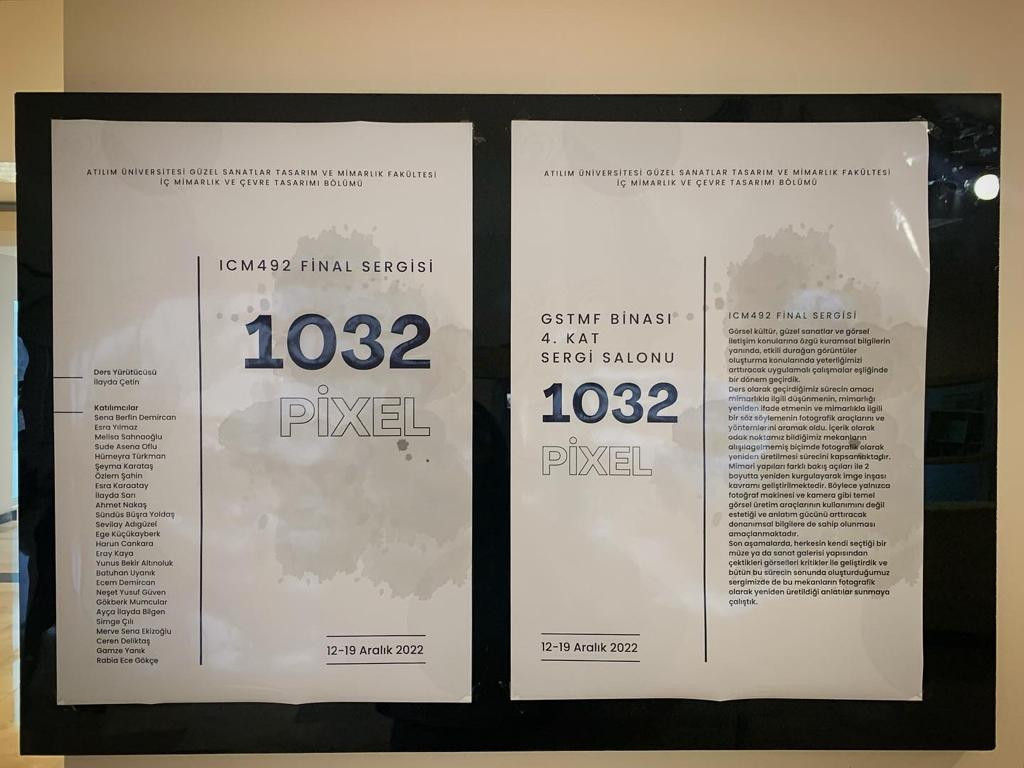 ATILIM ÜNİVERSİTESİ GÜZEL SANATLAR TASARIM VE MİMARLIK FAKÜLTESİ
İÇ MİMARLIK VE ÇEVRE TASARIMI BÖLÜMÜ
ICM492 FİNAL SERGİSİ
1032
PİXEL
Ders Yürütücüsü
İlayda Çetin
Katılımcılar
Sena Berfin Demircan
Esra Yılmaz
Melisa Sahnaoğlu
Sude Asena Oflu
Hümeyra Türkman
Şeyma Karataş
Özlem Şahin
Esra Karaatay
İlayda Sarı
Ahmet Nakaş
Sündüs Büşra Yoldaş
Sevilay Adıgüzel
Ege Küçükayberk
Harun Cankara
Eray Kaya
Yunus Bekir Altınoluk
Batuhan Uyanık
Ecem Demircan
Neşet Yusuf Güven
Gökberk Mumcular
Ayça İlayda Bilgen
Simge Çılı
Merve Sena Ekizoğlu
Ceren Deliktaş
Gamze Yanık
Rabia Ece Gökçe
12-19 Aralık 2022
ATILIM ÜNİVERSİTESİ GÜZEL SANATLAR TASARIM VE MİMARLIK FAKÜLTESİ
İÇ MİMARLIK VE ÇEVRE TASARIMI BÖLÜMÜ
GSTMF BİNASI
4. KAT
SERGİ SALONU
1032
PİXEL
12-19 Aralık 2022
ICM492 FİNAL SERGİSİ
Görsel kültür, güzel sanatlar ve görsel
iletişim konularına özgü kuramsal bilgilerin
yanında, etkili durağan görüntüler
oluşturma konularında yeterliğimizi
arttıracak uygulamalı çalışmalar eşliğinde
bir dönem geçirdik.
Ders olarak geçirdiğimiz sürecin amacı
mimarlıkla ilgili düşünmenin, mimarlığı
yeniden ifade etmenin ve mimarlıkla ilgili
bir söz söylemenin fotografik araçlarını ve
yöntemlerini aramak oldu. İçerik olarak
odak noktamız bildiğimiz mekanların
alışılagelmemiş biçimde fotografik olarak
yeniden üretilmesi sürecini kapsamaktadır.
Mimari yapıları farklı bakış açıları ile 2
boyutta yeniden kurgulayarak imge inşası
kavramı geliştirilmektedir. Böylece yalnızca
fotoğraf makinesi ve kamera gibi temel
görsel üretim araçlarının kullanımını değil
estetiği ve anlatım gücünü arttıracak
donanımsal bilgilere de sahip olunması
amaçlanmaktadır.
Son aşamalarda, herkesin kendi seçtiği bir
müze ya da sanat galerisi yapısından
çektikleri görselleri kritikler ile geliştirdik ve
bütün bu sürecin sonunda oluşturduğumuz
sergimizde de bu mekanların fotografik
olarak yeniden üretildiği anlatılar sunmaya
çalıştık.